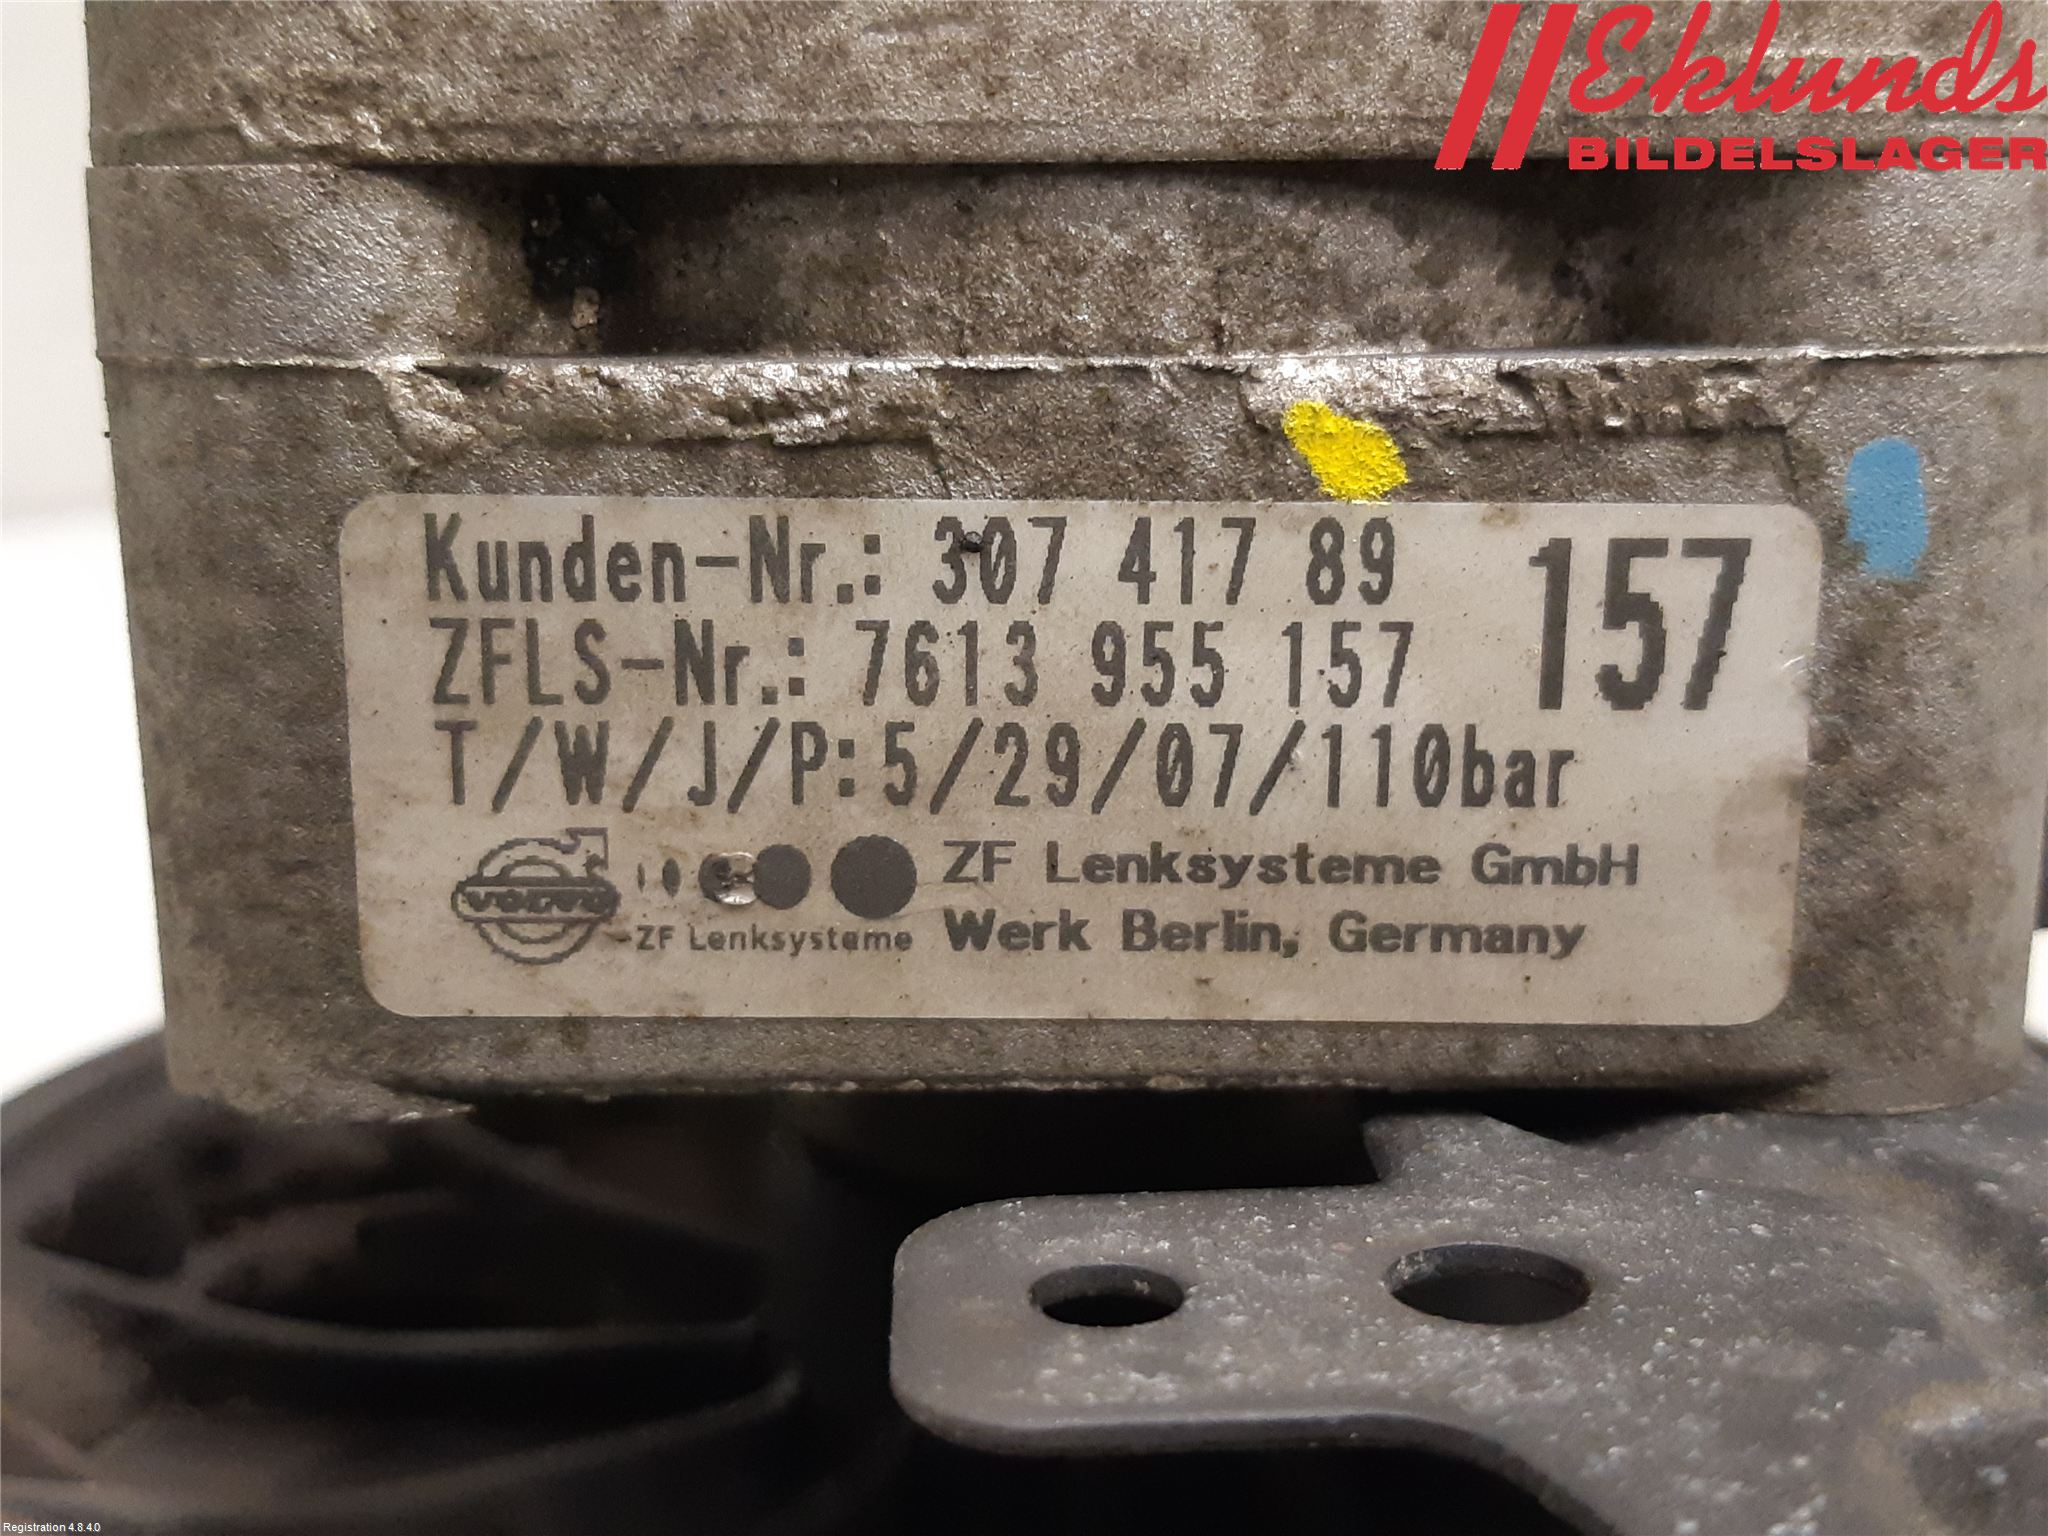 Eklunds
BILDELSLAGER
Kunden-Nr.: 307 417 89
157
ZFLS-Nr.: 7613 955 157
T/W/J/P:5/29/07/110bar
VOLVO
ZF Lenksysteme
ZF Lenksysteme GmbH
Werk Berlin, Germany
Registration 4.8.4.0